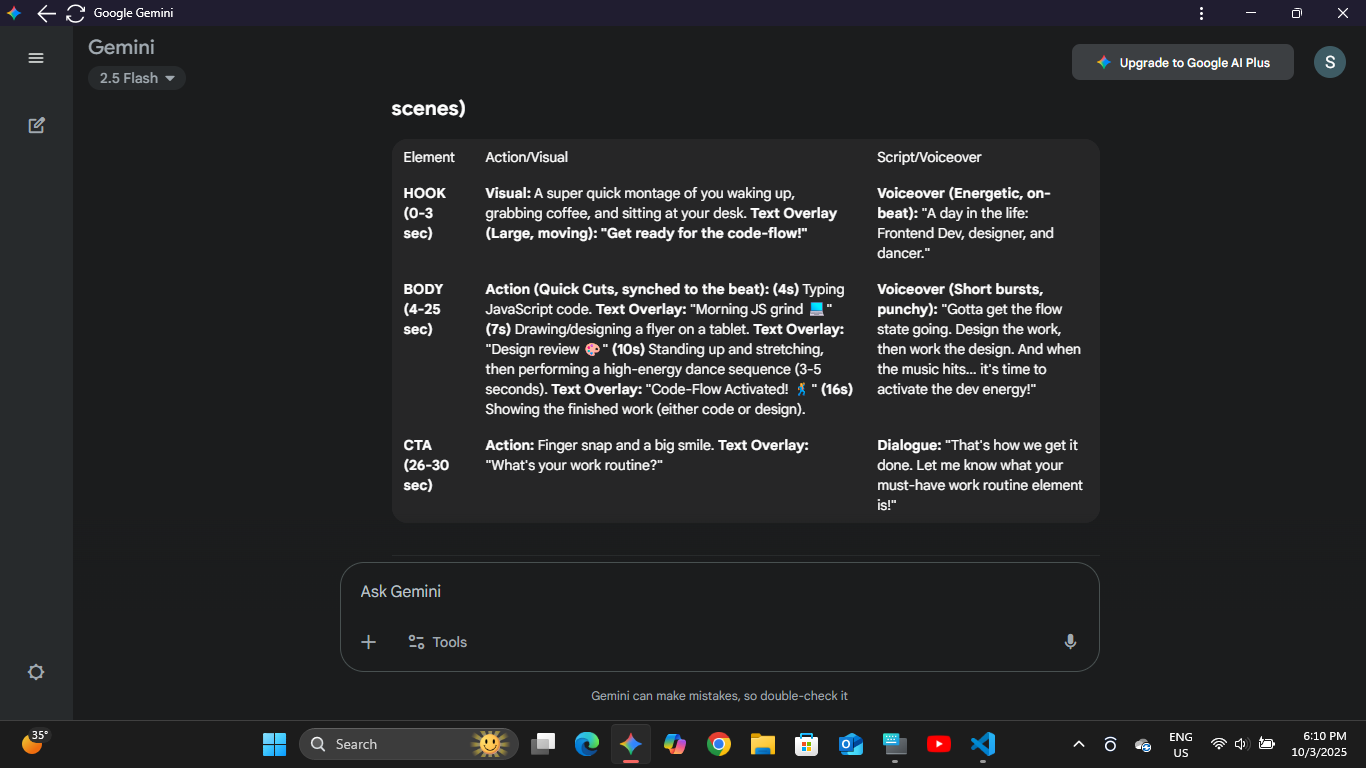 Google Gemini
Gemini
2.5 Flash
Upgrade to Google AI Plus
S
scenes)
Element Action/Visual Script/Voiceover
HOOK
(0-3
sec)
Visual: A super quick montage of you waking up,
grabbing coffee, and sitting at your desk. Text Overlay
(Large, moving): "Get ready for the code-flow!"
Voiceover (Energetic, on-
beat): "A day in the life:
Frontend Dev, designer, and
dancer."
BODY
(4-25
sec)
Action (Quick Cuts, synched to the beat): (4s) Typing
JavaScript code. Text Overlay: "Morning JS grind 💻"
(7s) Drawing/designing a flyer on a tablet. Text Overlay:
"Design review 🎨" (10s) Standing up and stretching,
then performing a high-energy dance sequence (3-5
seconds). Text Overlay: "Code-Flow Activated! 🏌️" (16s)
Showing the finished work (either code or design).
Voiceover (Short bursts,
punchy): "Gotta get the flow
state going. Design the work,
then work the design. And when
the music hits... it's time to
activate the dev energy!"
CTA
(26-30
sec)
Action: Finger snap and a big smile. Text Overlay:
"What's your work routine?"
Dialogue: "That's how we get it
done. Let me know what your
must-have work routine element
is!"
Ask Gemini
Tools
Gemini can make mistakes, so double-check it
35°
Search
ENG
US
6:10 PM
10/3/2025